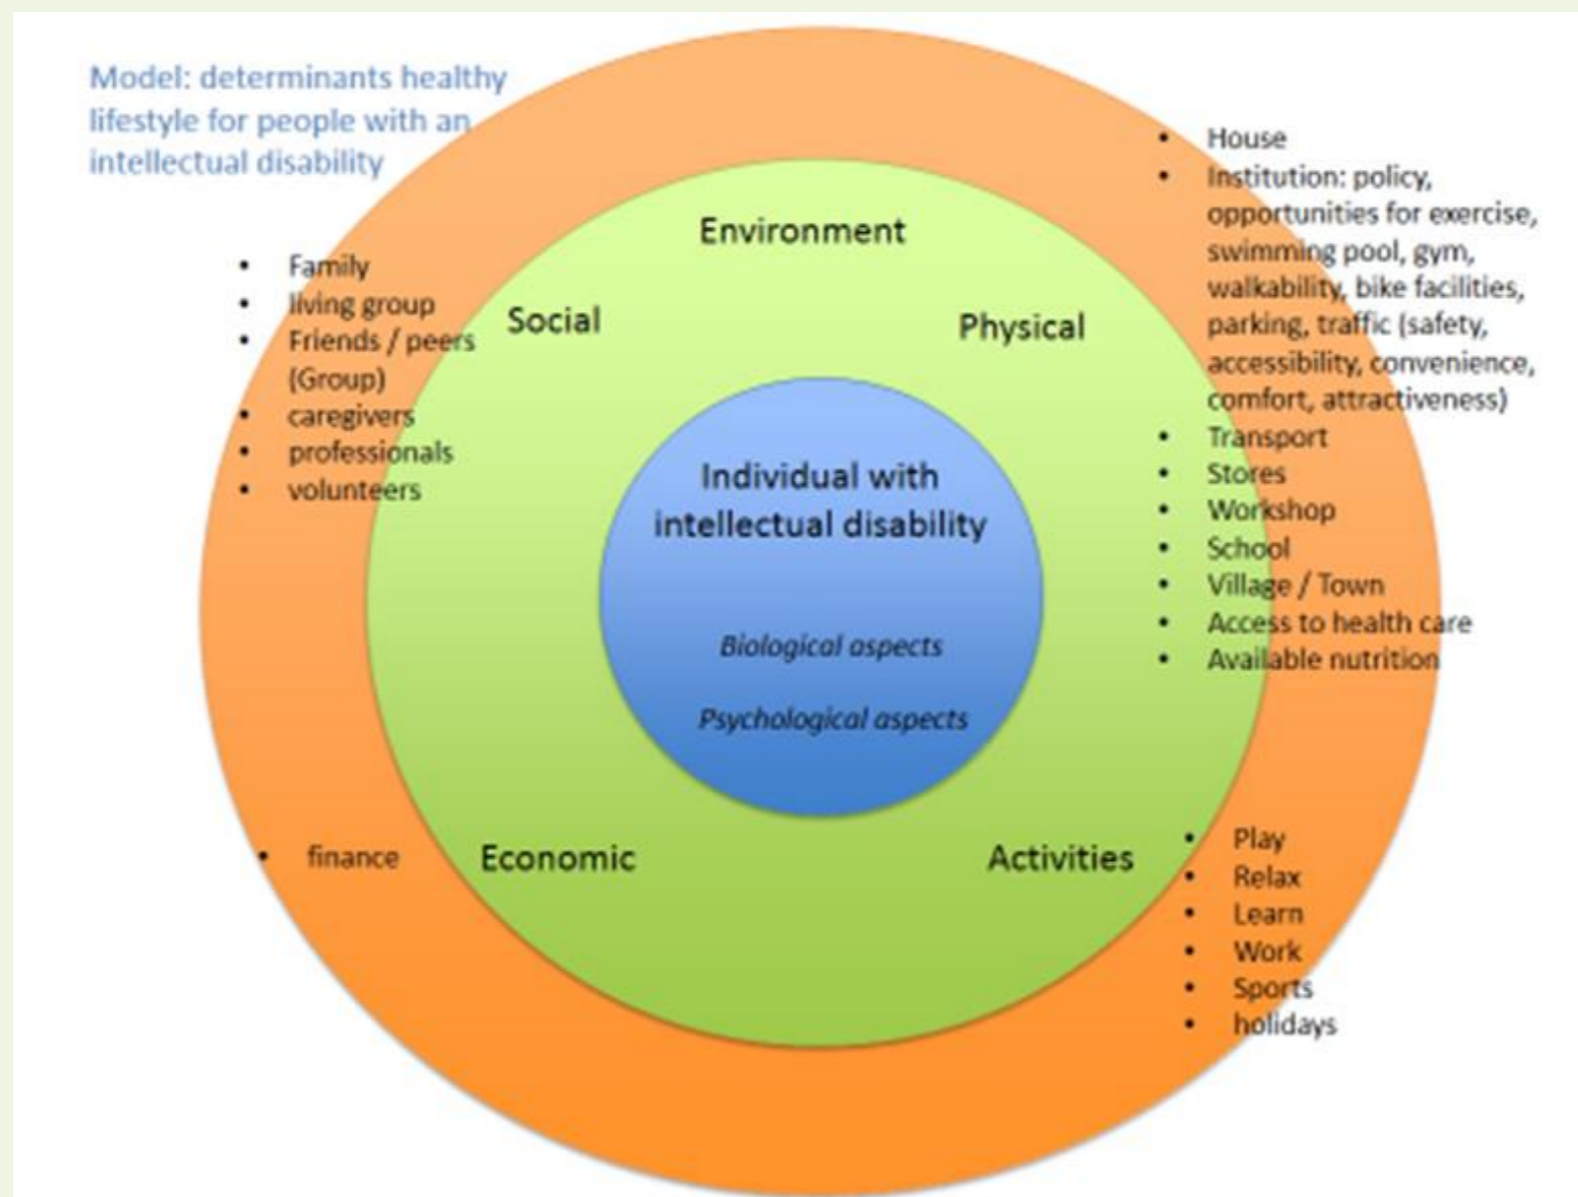 Model: determinants healthy
lifestyle for people with an
intellectual disability
Environment
Social
Physical
• Family
• living group
• Friends / peers
(Group)
• caregivers
• professionals
• volunteers
• House
• Institution: policy,
opportunities for exercise,
swimming pool, gym,
walkability, bike facilities,
parking, traffic (safety,
accessibility, convenience,
comfort, attractiveness)
• Transport
• Stores
• Workshop
• School
• Village / Town
• Access to health care
• Available nutrition
Individual with
intellectual disability
Biological aspects
Psychological aspects
• finance
Economic
Activities
• Play
• Relax
• Learn
• Work
• Sports
• holidays